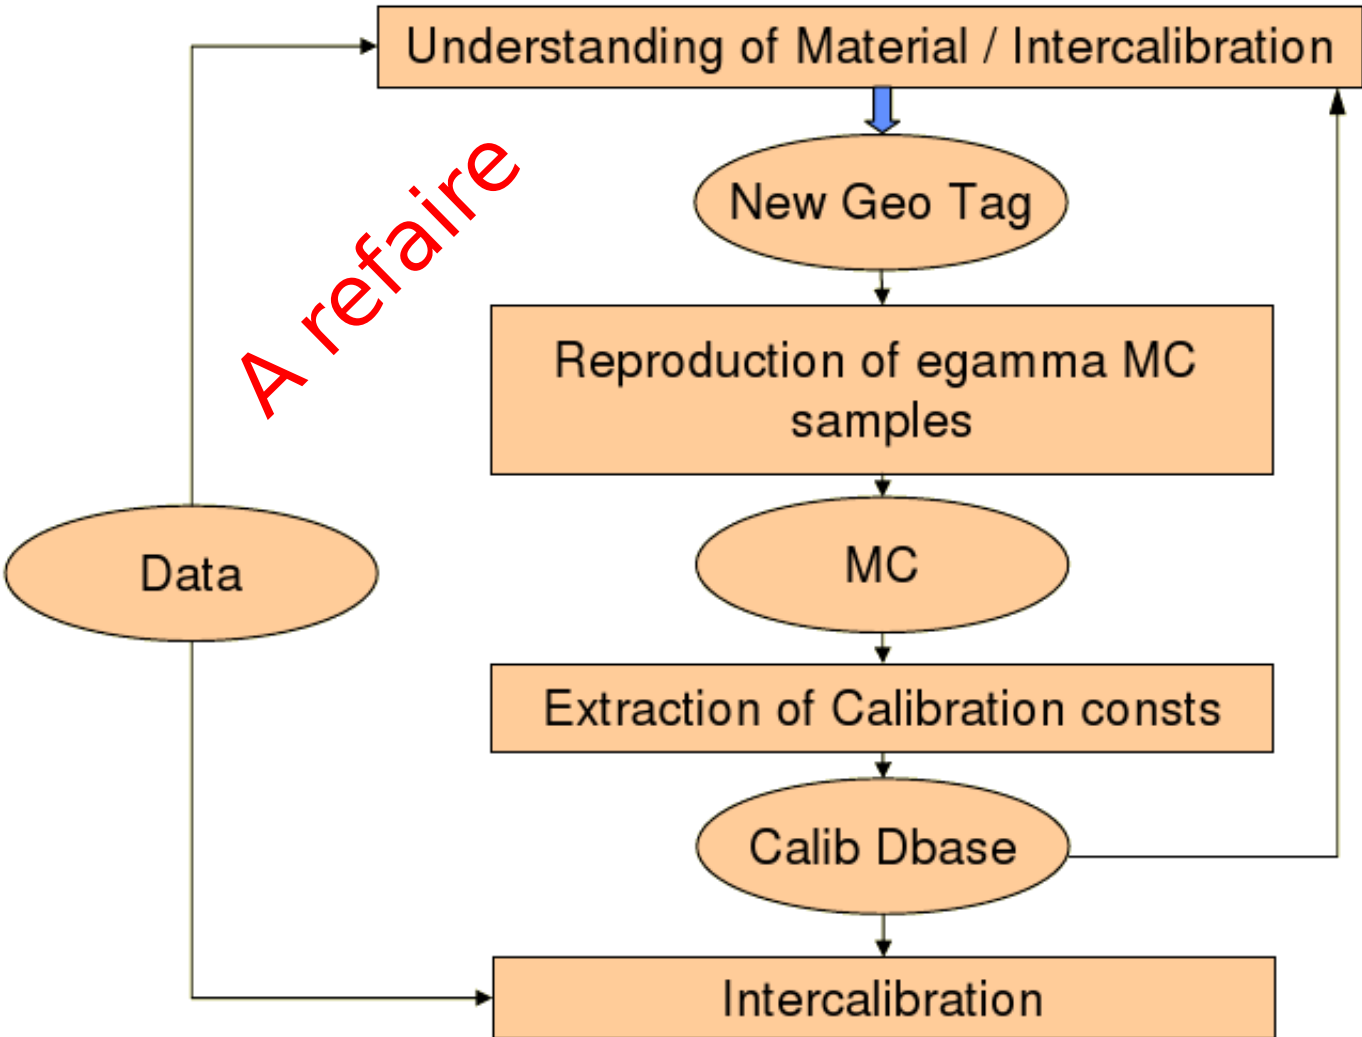 Understanding of Material / Intercalibration
A refaire
New Geo Tag
Reproduction of egamma MC
samples
MC
Data
Extraction of Calibration consts
Calib Dbase
Intercalibration